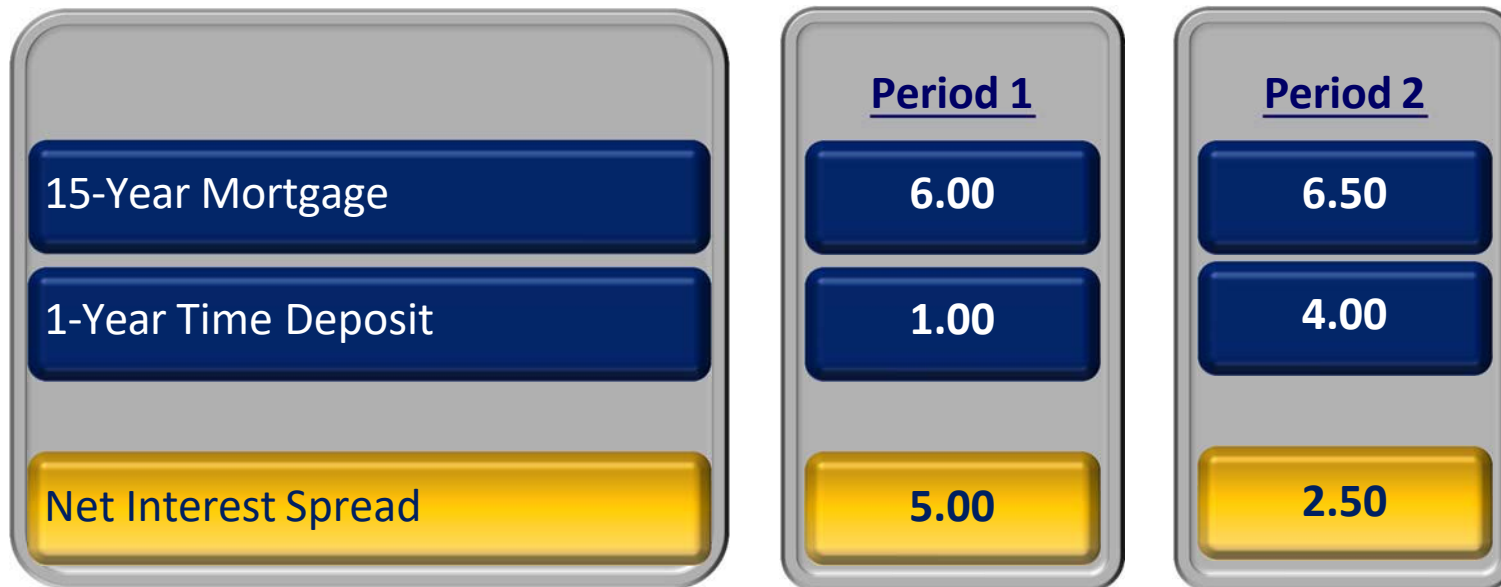 Period 1 Period 2
15-Year Mortgage 6.00 6.50
1-Year Time Deposit 1.00 4.00
Net Interest Spread 5.00 2.50